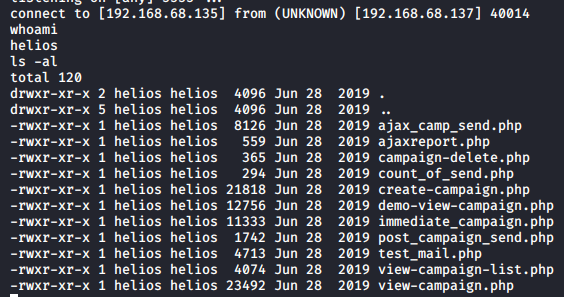 connect to [192.168.68.135] from (UNKNOWN) [192.168.68.137] 40014
whoami
helios
ls -al
total 120
drwxr-xr-x 2 helios helios  4096 Jun 28  2019 .
drwxr-xr-x 5 helios helios  4096 Jun 28  2019 ..
-rwxr-xr-x 1 helios helios  8126 Jun 28  2019 ajax_camp_send.php
-rwxr-xr-x 1 helios helios   559 Jun 28  2019 ajaxreport.php
-rwxr-xr-x 1 helios helios   365 Jun 28  2019 campaign-delete.php
-rwxr-xr-x 1 helios helios   294 Jun 28  2019 count_of_send.php
-rwxr-xr-x 1 helios helios 21818 Jun 28  2019 create-campaign.php
-rwxr-xr-x 1 helios helios 12756 Jun 28  2019 demo-view-campaign.php
-rwxr-xr-x 1 helios helios 11333 Jun 28  2019 immediate_campaign.php
-rwxr-xr-x 1 helios helios  1742 Jun 28  2019 post_campaign_send.php
-rwxr-xr-x 1 helios helios  4713 Jun 28  2019 test_mail.php
-rwxr-xr-x 1 helios helios  4074 Jun 28  2019 view-campaign-list.php
-rwxr-xr-x 1 helios helios 23492 Jun 28  2019 view-campaign.php